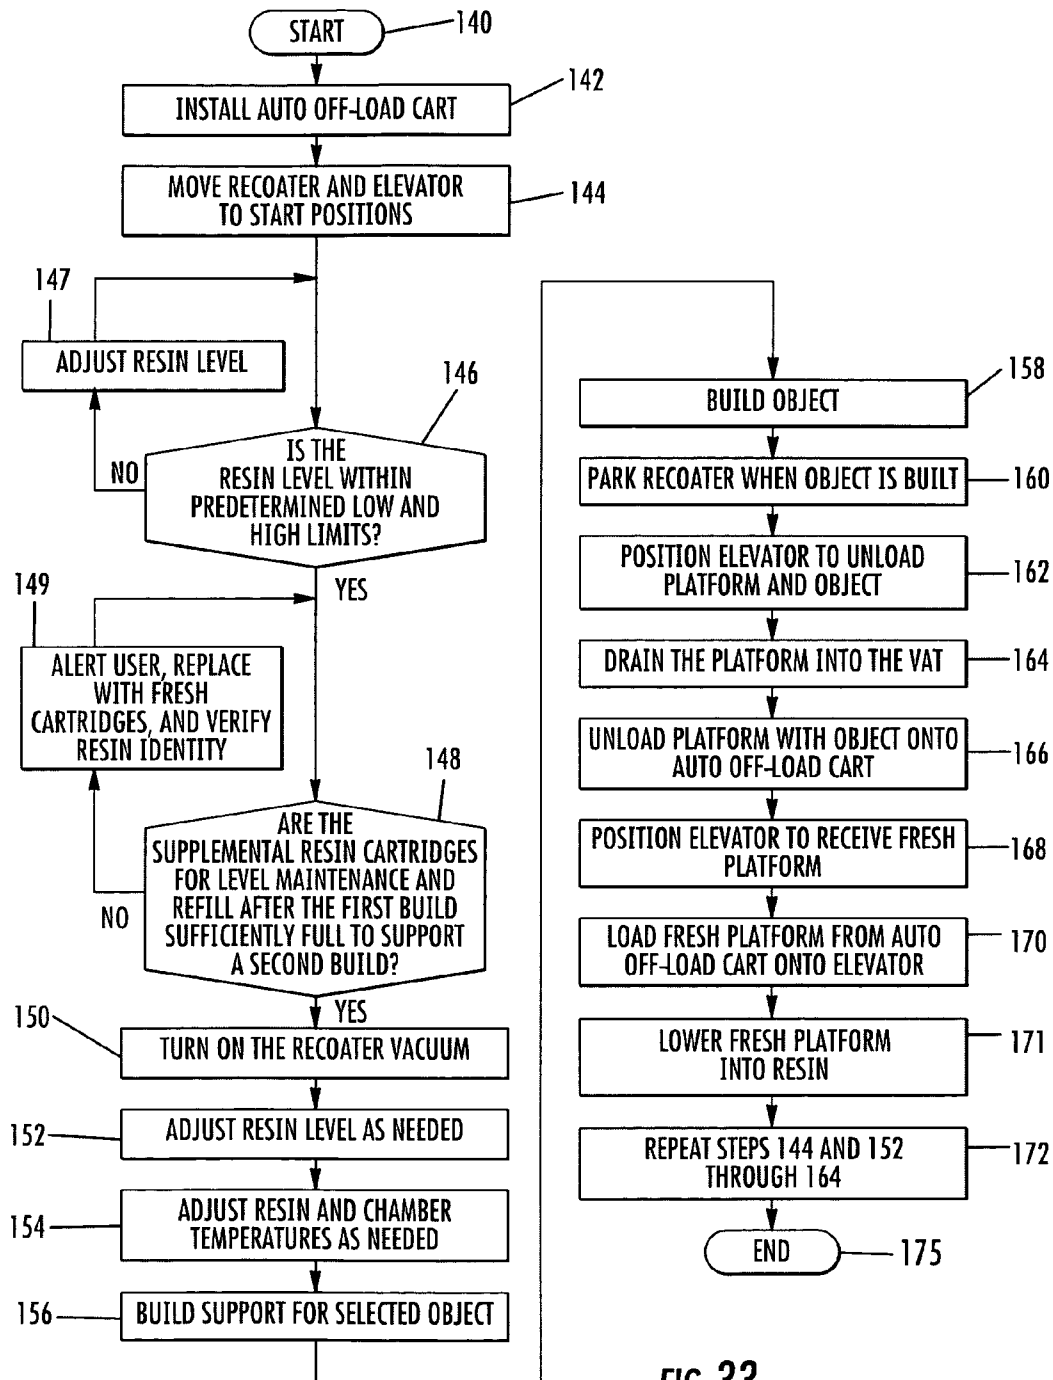 START
140
INSTALL AUTO OFF-LOAD CART
142
MOVE RECOATER AND ELEVATOR
TO START POSITIONS
144
147
ADJUST RESIN LEVEL
146
IS THE
RESIN LEVEL WITHIN
PREDETERMINED LOW AND
HIGH LIMITS?
NO
YES
149
ALERT USER, REPLACE
WITH FRESH
CARTRIDGES, AND VERIFY
RESIN IDENTITY
148
ARE THE
SUPPLEMENTAL RESIN CARTRIDGES
FOR LEVEL MAINTENANCE AND
REFILL AFTER THE FIRST BUILD
SUFFICIENTLY FULL TO SUPPORT
A SECOND BUILD?
NO
YES
150
TURN ON THE RECOATER VACUUM
152
ADJUST RESIN LEVEL AS NEEDED
154
ADJUST RESIN AND CHAMBER
TEMPERATURES AS NEEDED
156
BUILD SUPPORT FOR SELECTED OBJECT
158
BUILD OBJECT
PARK RECOATER WHEN OBJECT IS BUILT
160
POSITION ELEVATOR TO UNLOAD
PLATFORM AND OBJECT
162
DRAIN THE PLATFORM INTO THE VAT
164
UNLOAD PLATFORM WITH OBJECT ONTO
AUTO OFF-LOAD CART
166
POSITION ELEVATOR TO RECEIVE FRESH
PLATFORM
168
LOAD FRESH PLATFORM FROM AUTO
OFF-LOAD CART ONTO ELEVATOR
170
LOWER FRESH PLATFORM
INTO RESIN
171
REPEAT STEPS 144 AND 152
THROUGH 164
172
END
175
FIG. 33